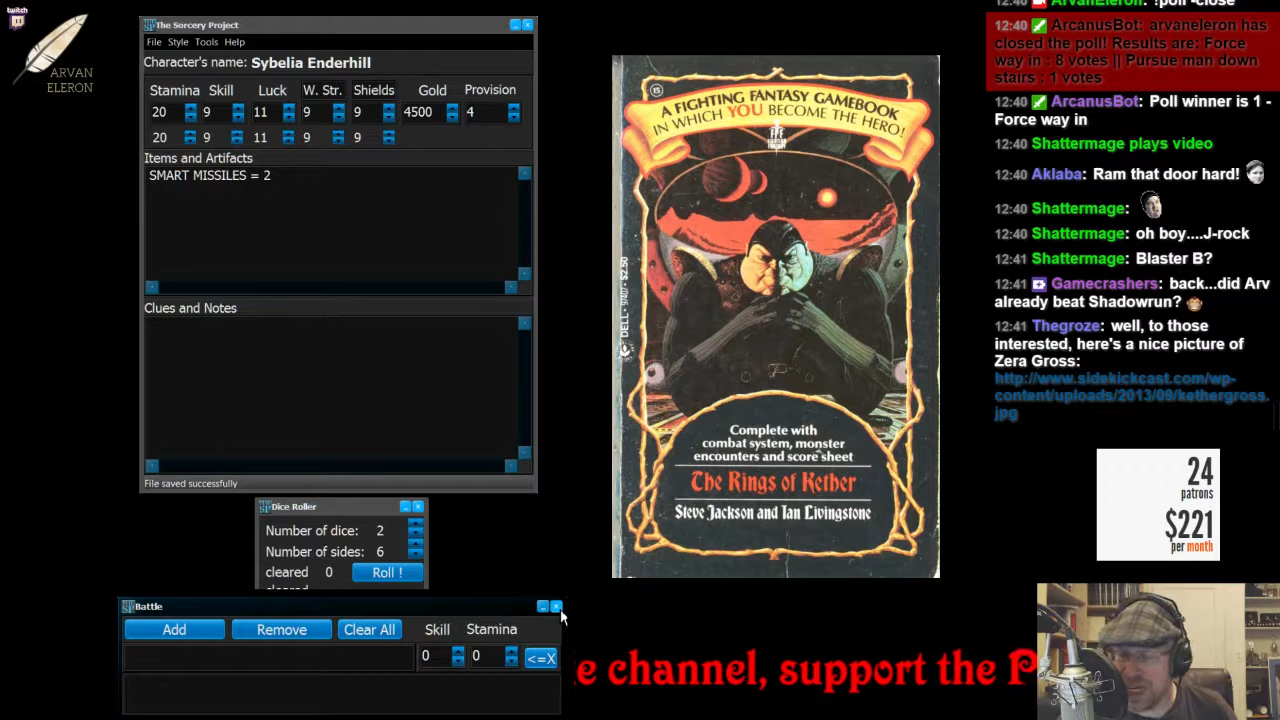 twitch
ARVAN
ELERON
The Sorcery Project
File Style Tools Help
Character's name: Sybelia Enderhill
Stamina Skill Luck W. Str. Shields Gold Provision
20 9 11 9 9 4500 4
20 9 11 9 9
Items and Artifacts
SMART MISSILES = 2
Clues and Notes
File saved successfully
Dice Roller
Number of dice: 2
Number of sides: 6
cleared 0 Roll !
Battle
Add Remove Clear All Skill Stamina
0 0 <=X
15
A FIGHTING FANTASY GAMEBOOK
IN WHICH YOU BECOME THE HERO!
DELL • 97407 • $2.50
Complete with
combat system, monster
encounters and score sheet
The Rings of Kether
Steve Jackson and Ian Livingstone
e channel, support the P
12:40 ArvanEleron: !poll -close
12:40 ArcanusBot: arvaneleron has
closed the poll! Results are: Force
way in : 8 votes || Pursue man down
stairs : 1 votes
12:40 ArcanusBot: Poll winner is 1 -
Force way in
12:40 Shattermage plays video
12:40 Aklaba: Ram that door hard!
12:40 Shattermage:
12:40 Shattermage: oh boy....J-rock
12:41 Shattermage: Blaster B?
12:41 Gamecrashers: back...did Arv
already beat Shadowrun?
12:41 Thegroze: well, to those
interested, here's a nice picture of
Zera Gross:
http://www.sidekickcast.com/wp-
content/uploads/2013/09/kethergross.
jpg
24
patrons
$221
per month